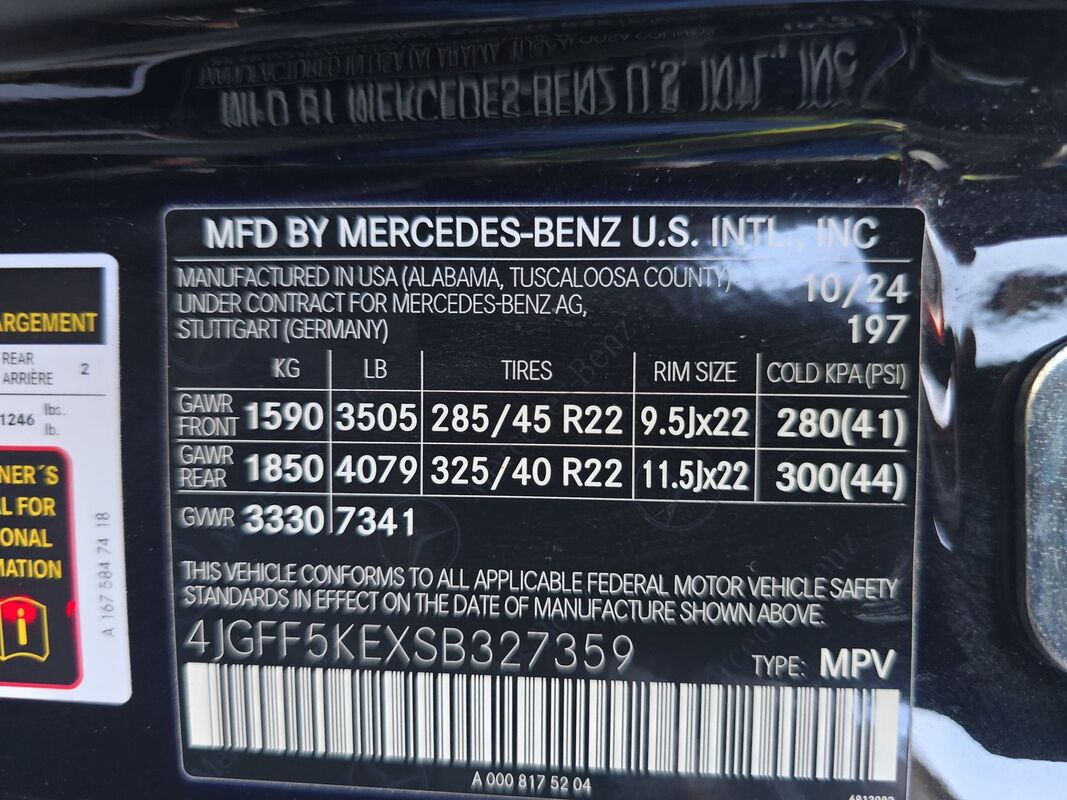 MFD BY MERCEDES-BENZ U.S. INTL., INC
MANUFACTURED IN USA (ALABAMA, TUSCALOOSA COUNTY) 10/24
UNDER CONTRACT FOR MERCEDES-BENZ AG,
STUTTGART (GERMANY) 197
KG LB TIRES RIM SIZE COLD KPA (PSI)
GAWR FRONT 1590 3505 285/45 R22 9.5Jx22 280(41)
GAWR REAR 1850 4079 325/40 R22 11.5Jx22 300(44)
GVWR 3330 7341
THIS VEHICLE CONFORMS TO ALL APPLICABLE FEDERAL MOTOR VEHICLE SAFETY
STANDARDS IN EFFECT ON THE DATE OF MANUFACTURE SHOWN ABOVE.
4JGFF5KEXSB327359
TYPE: MPV
A 000 817 52 04
ARGEMENT
REAR 2
ARRIÈRE
1246 lbs.
lb.
NER´S
AL FOR
ONAL
MATION
i
A 167 584 74 18